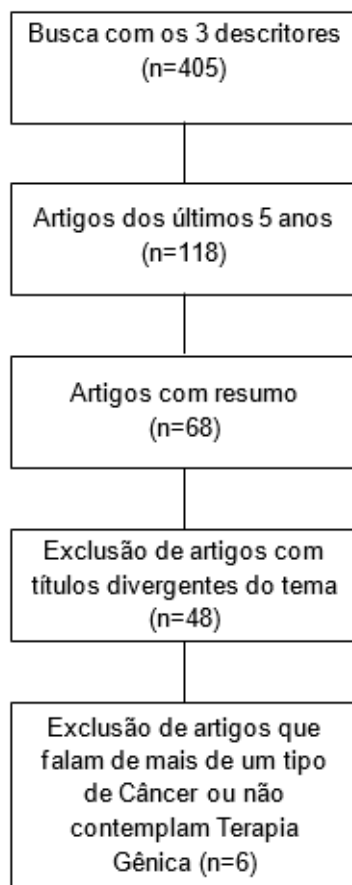 Busca com os 3 descritores
(n=405)
Artigos dos últimos 5 anos
(n=118)
Artigos com resumo
(n=68)
Exclusão de artigos com
títulos divergentes do tema
(n=48)
Exclusão de artigos que
falam de mais de um tipo
de Câncer ou não
contemplam Terapia
Gênica (n=6)